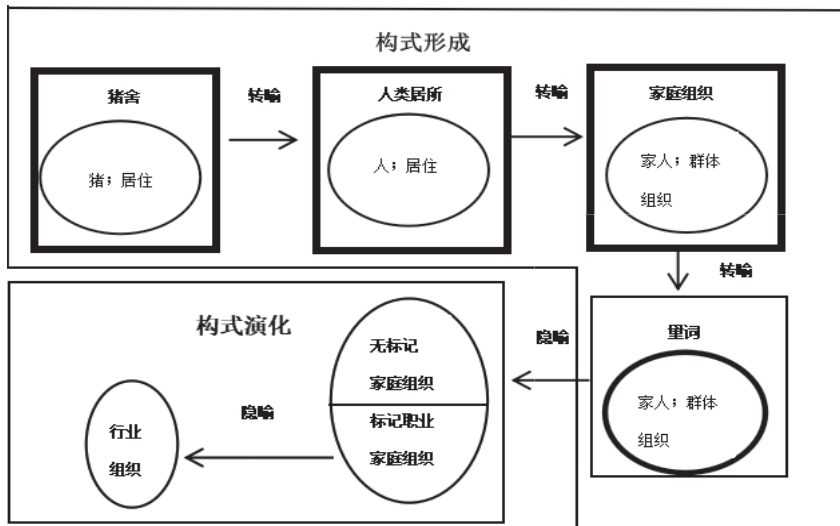 构式形成
猪舍
转喻
人类居所
转喻
家庭组织
猪；居住
人；居住
家人；群体
组织
转喻
量词
家人；群体
组织
隐喻
构式演化
无标记
家庭组织
标记职业
家庭组织
隐喻
行业
组织